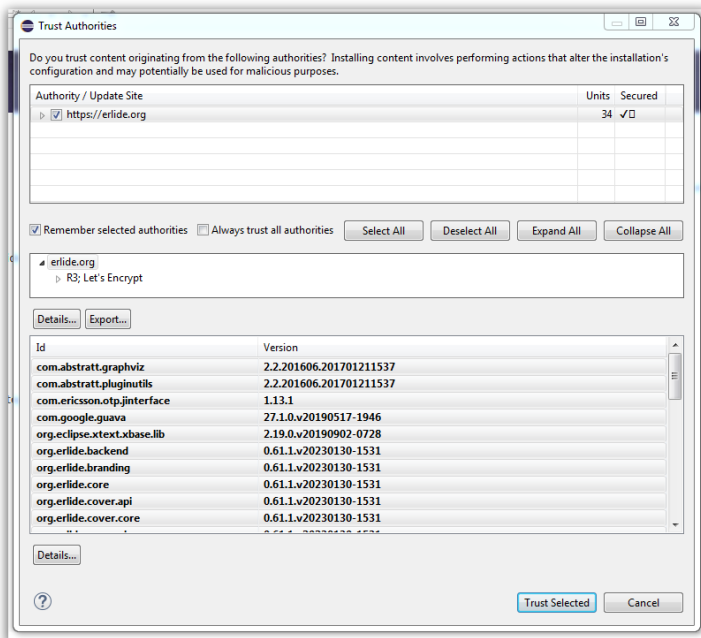 Trust Authorities
Do you trust content originating from the following authorities? Installing content involves performing actions that alter the installation's
configuration and may potentially be used for malicious purposes.
Authority / Update Site Units Secured
https://erlide.org 34 ✓
Remember selected authorities Always trust all authorities Select All Deselect All Expand All Collapse All
erlide.org
R3; Let's Encrypt
Details... Export...
Id Version
com.abstratt.graphviz 2.2.201606.201701211537
com.abstratt.pluginutils 2.2.201606.201701211537
com.ericsson.otp.jinterface 1.13.1
com.google.guava 27.1.0.v20190517-1946
org.eclipse.xtext.xbase.lib 2.19.0.v20190902-0728
org.erlide.backend 0.61.1.v20230130-1531
org.erlide.branding 0.61.1.v20230130-1531
org.erlide.core 0.61.1.v20230130-1531
org.erlide.cover.api 0.61.1.v20230130-1531
org.erlide.cover.core 0.61.1.v20230130-1531
Details...
? Trust Selected Cancel